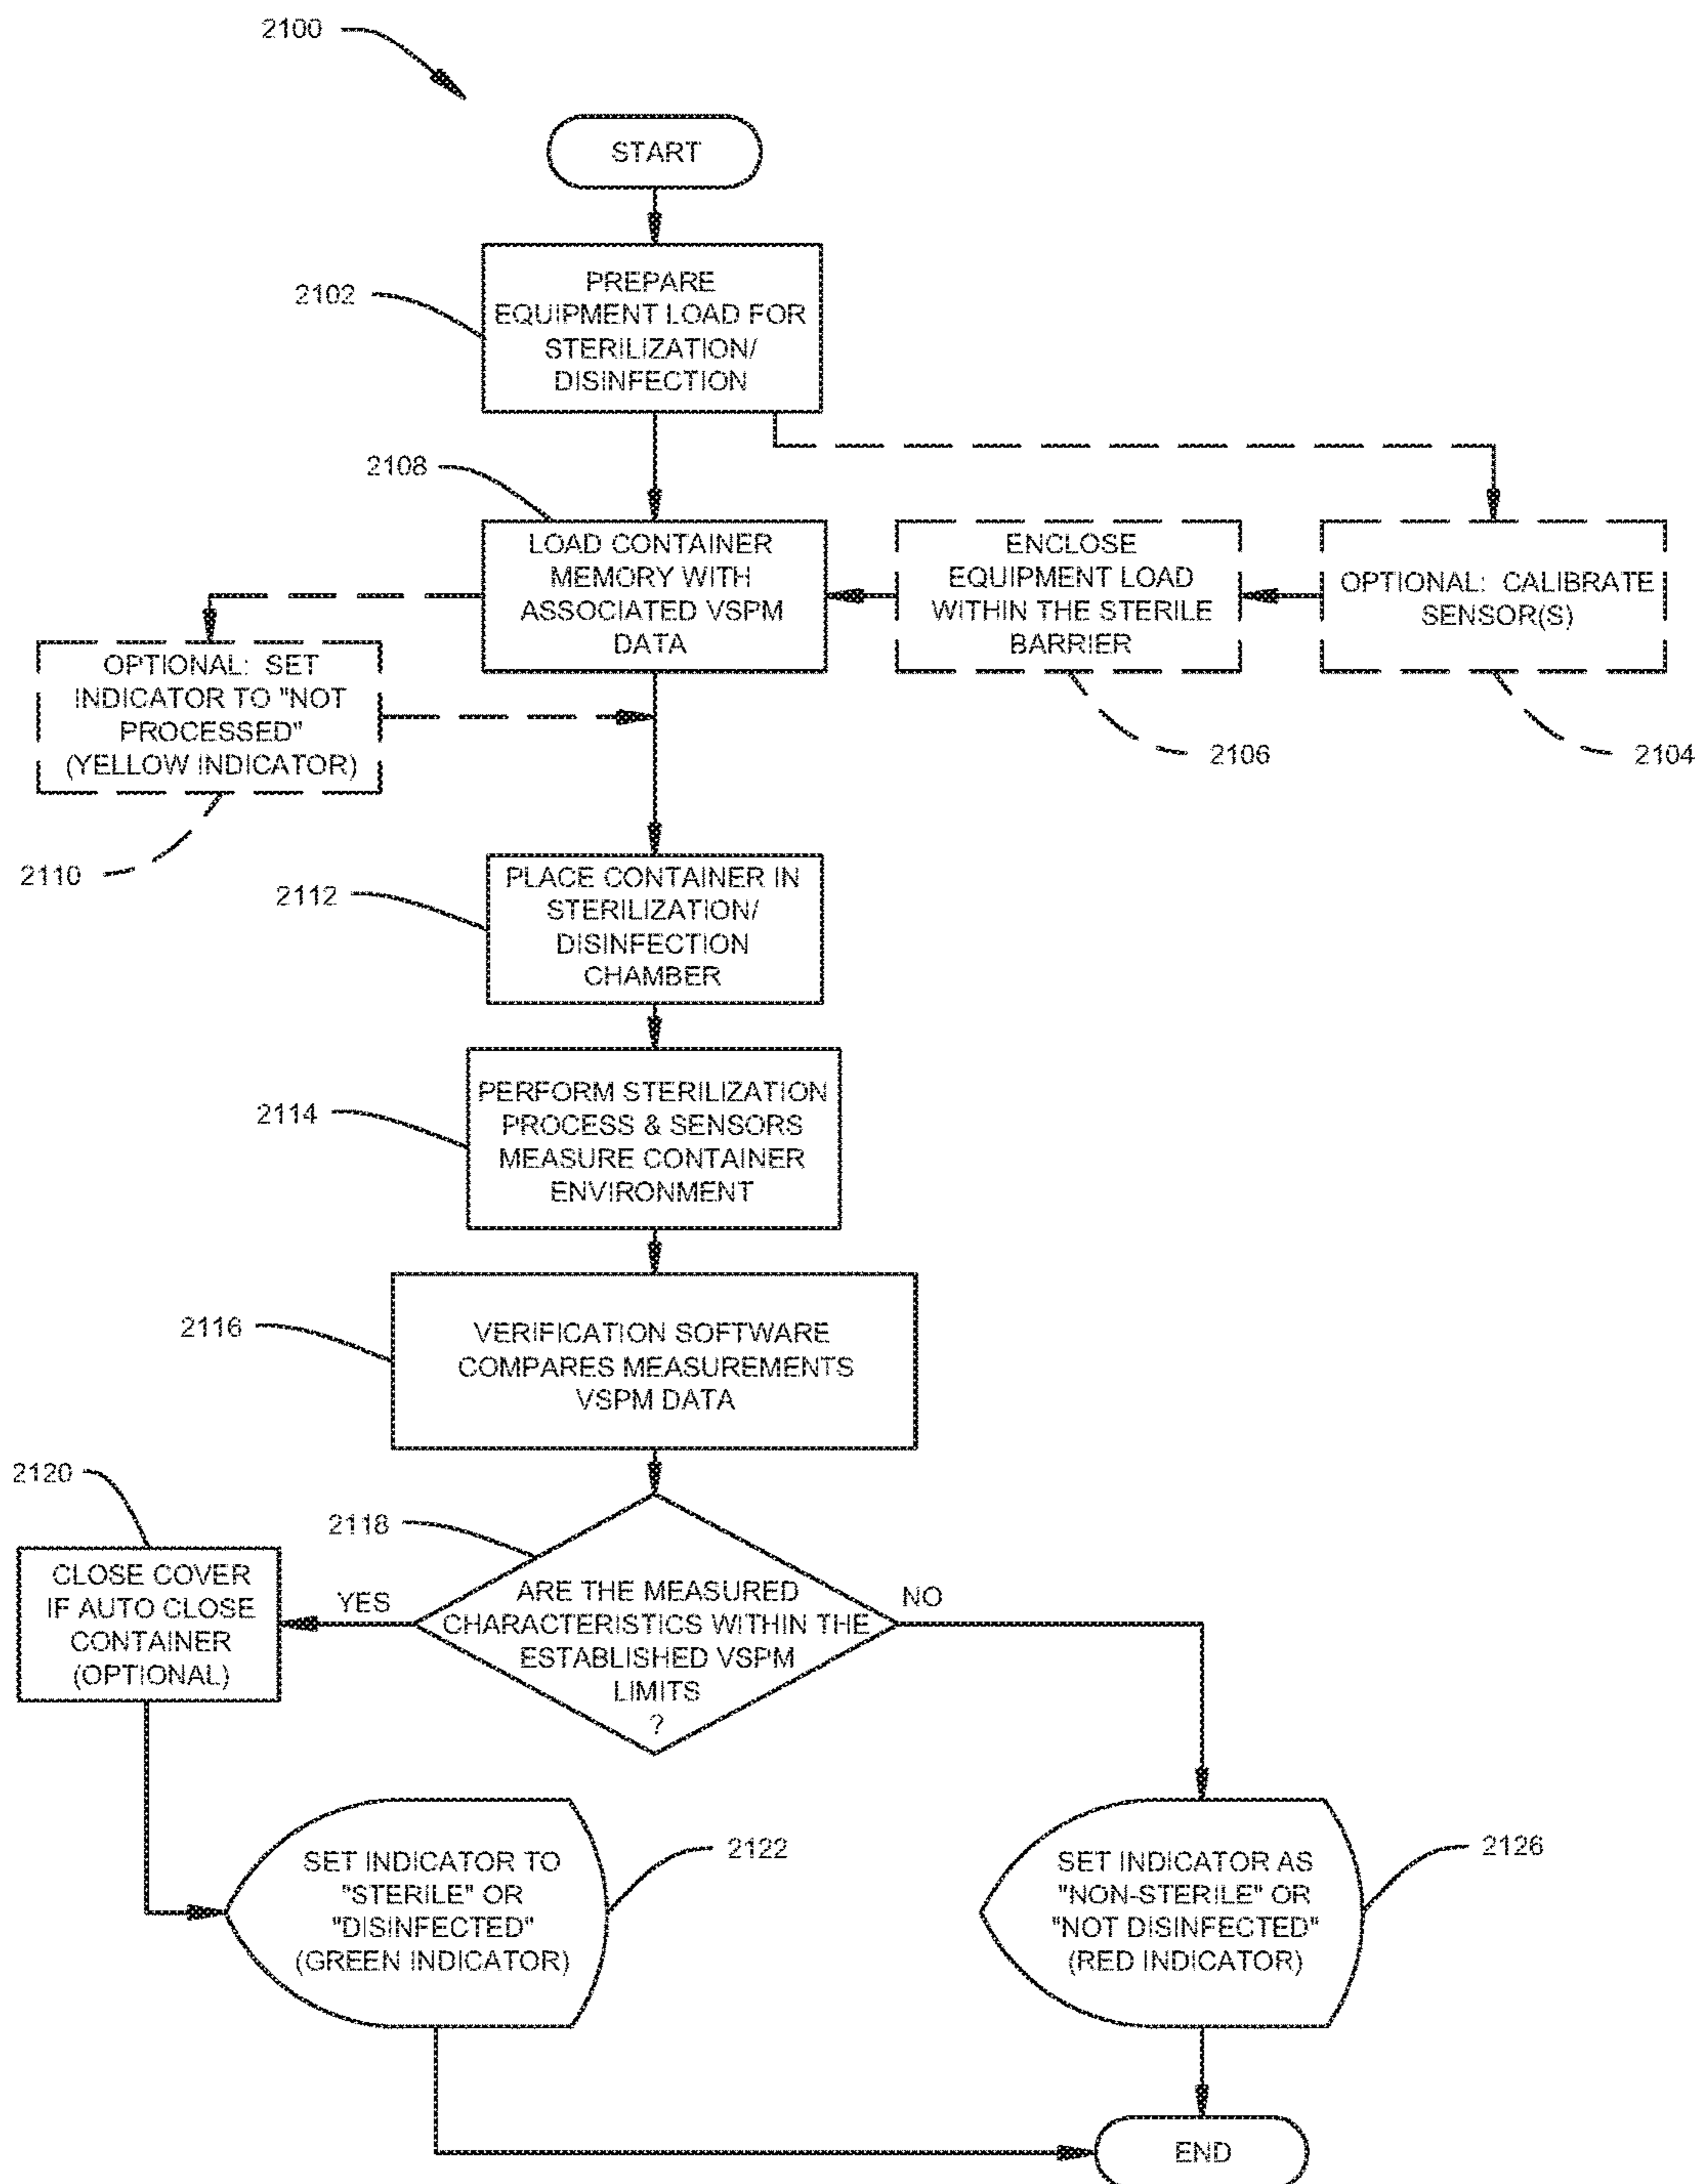 2100
START
2102
PREPARE
EQUIPMENT LOAD FOR
STERILIZATION/
DISINFECTION
2108
LOAD CONTAINER
MEMORY WITH
ASSOCIATED VSPM
DATA
ENCLOSE
EQUIPMENT LOAD
WITHIN THE STERILE
BARRIER
OPTIONAL: CALIBRATE
SENSOR(S)
OPTIONAL: SET
INDICATOR TO "NOT
PROCESSED"
(YELLOW INDICATOR)
2106
2104
2110
2112
PLACE CONTAINER IN
STERILIZATION/
DISINFECTION
CHAMBER
2114
PERFORM STERILIZATION
PROCESS & SENSORS
MEASURE CONTAINER
ENVIRONMENT
2116
VERIFICATION SOFTWARE
COMPARES MEASUREMENTS
VSPM DATA
2120
2118
CLOSE COVER
IF AUTO CLOSE
CONTAINER
(OPTIONAL)
YES
ARE THE MEASURED
CHARACTERISTICS WITHIN THE
ESTABLISHED VSPM
LIMITS
?
NO
SET INDICATOR TO
"STERILE" OR
"DISINFECTED"
(GREEN INDICATOR)
2122
SET INDICATOR AS
"NON-STERILE" OR
"NOT DISINFECTED"
(RED INDICATOR)
2126
END